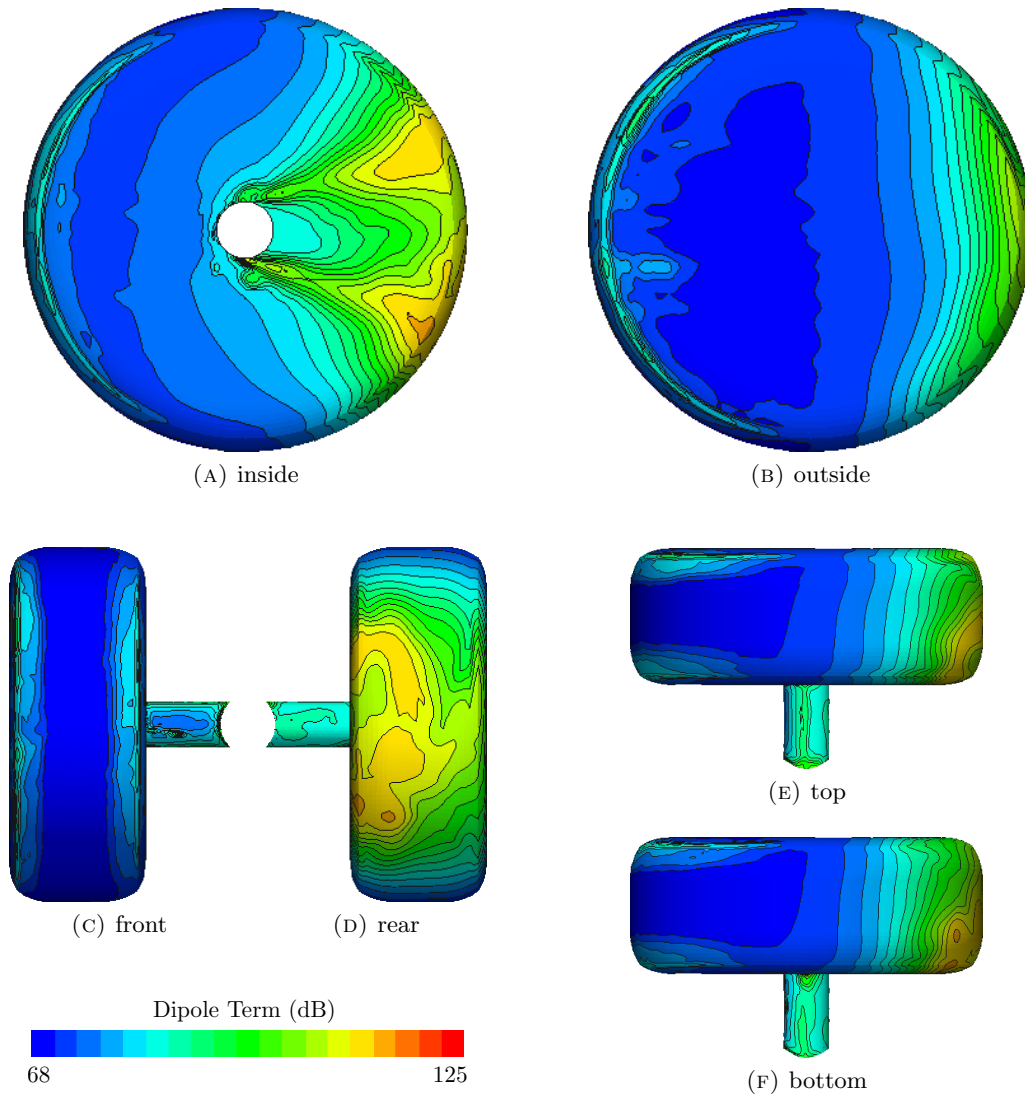 (A) inside
(B) outside
(C) front
(D) rear
(E) top
(F) bottom
Dipole Term (dB)
68
125